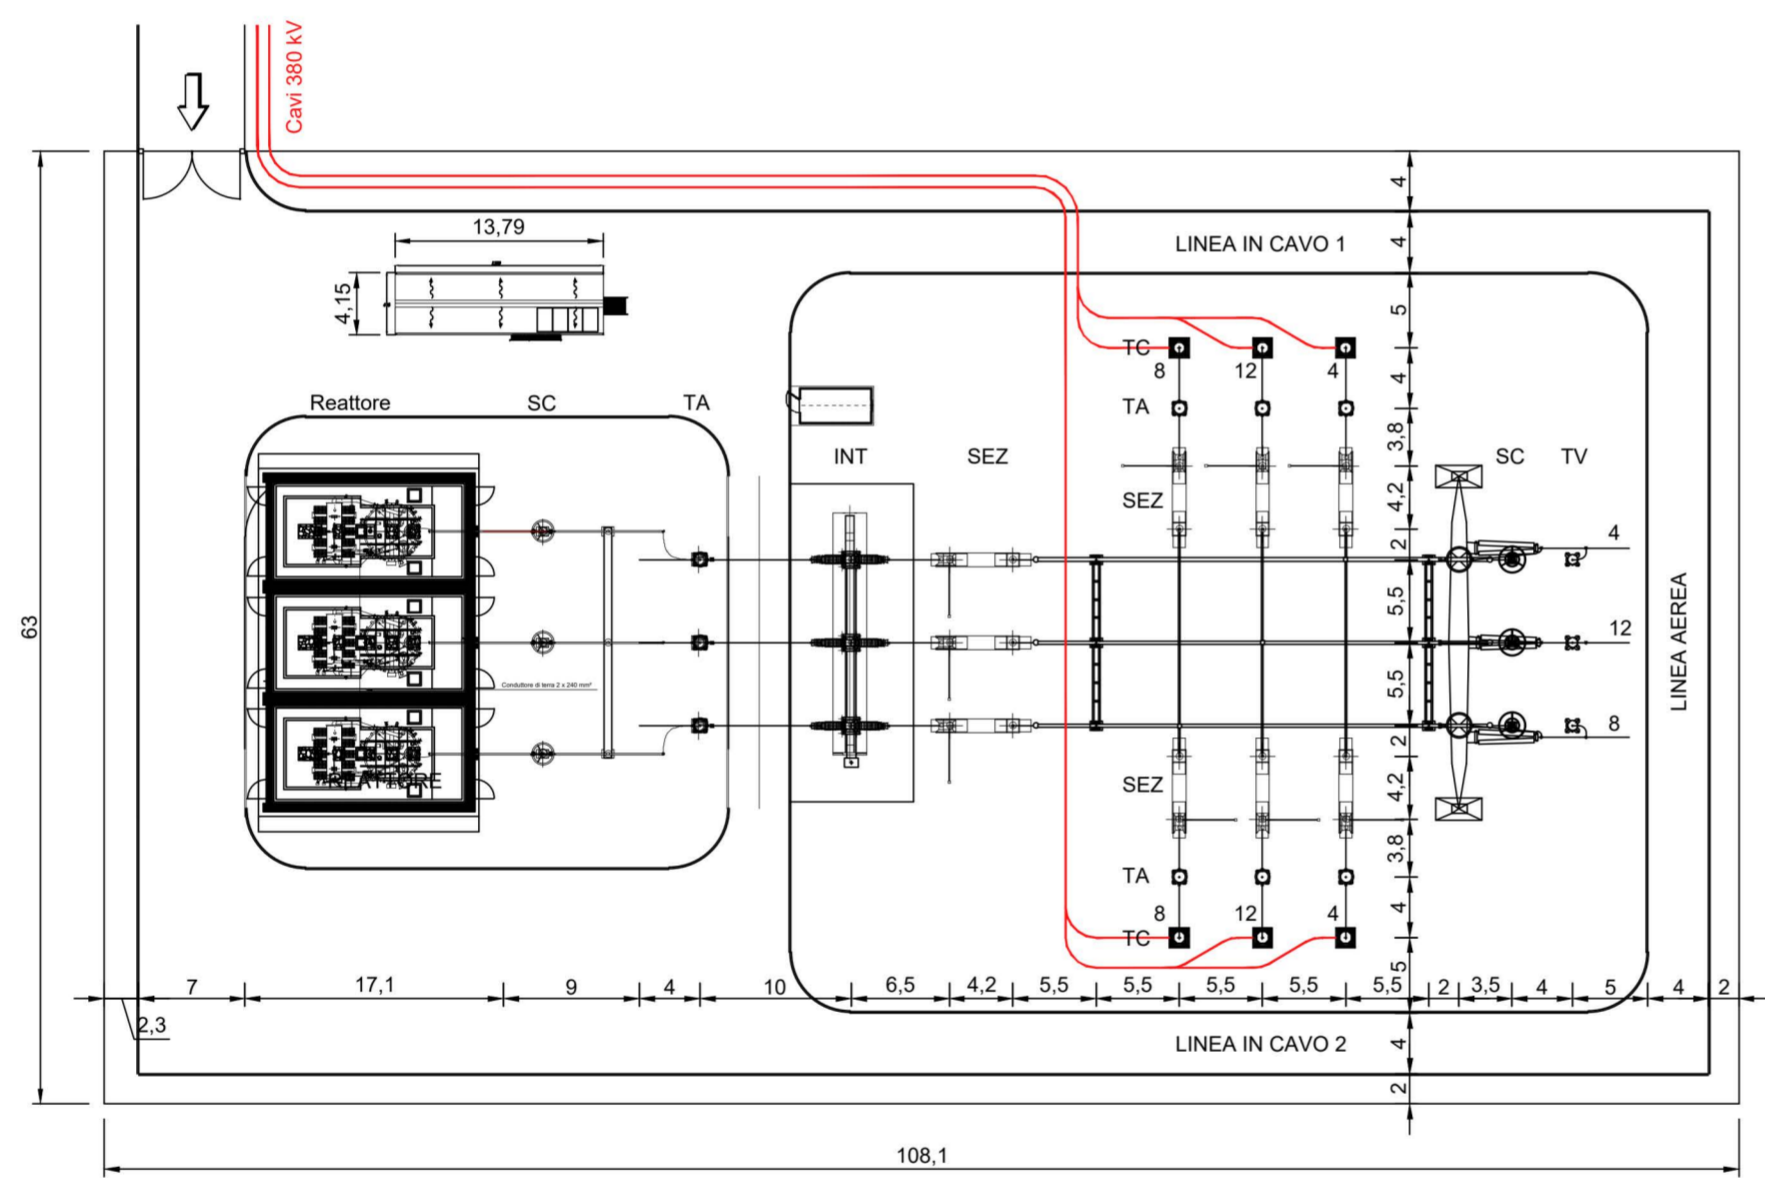 Cavi 380 kV
4
13,79
LINEA IN CAVO 1
4
4,15
5
TC
8
12
4
4
Reattore
SC
TA
TA
3,8
INT
SEZ
SC
TV
SEZ
4,2
4
2
63
5,5
LINEA AEREA
12
Conduttore di terra 2 x 240 mm²
5,5
8
2
REATTORE
SEZ
4,2
3,8
TA
8
12
4
4
TC
5
7
17,1
9
4
10
6,5
4,2
5,5
5,5
5,5
5,5
5,5
2
3,5
4
5
4
2
2,3
LINEA IN CAVO 2
4
2
108,1